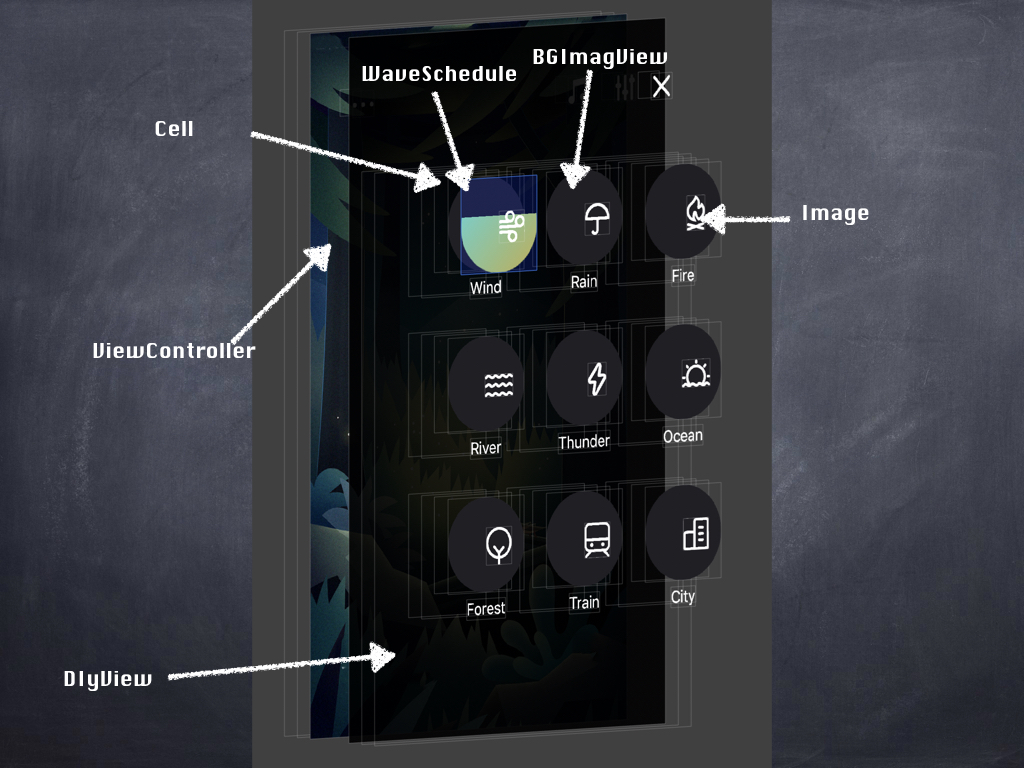 BGImagView
WaveSchedule
X
Cell
Image
Wind
Rain
Fire
ViewController
River
Thunder
Ocean
Forest
Train
City
DIyView